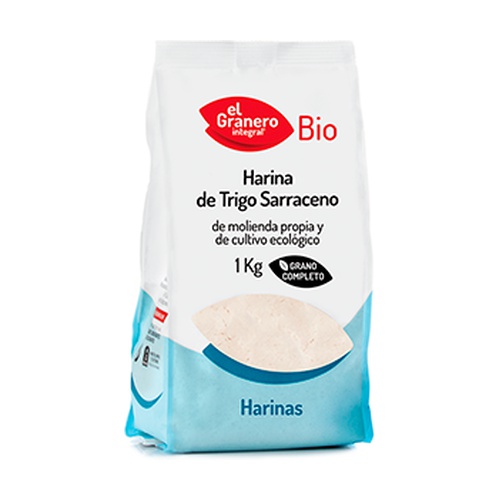 el
Granero
integral
Bio
Harina
de Trigo Sarraceno
de molienda propia y
de cultivo ecológico
1 Kg
GRANO
COMPLETO
Harinas